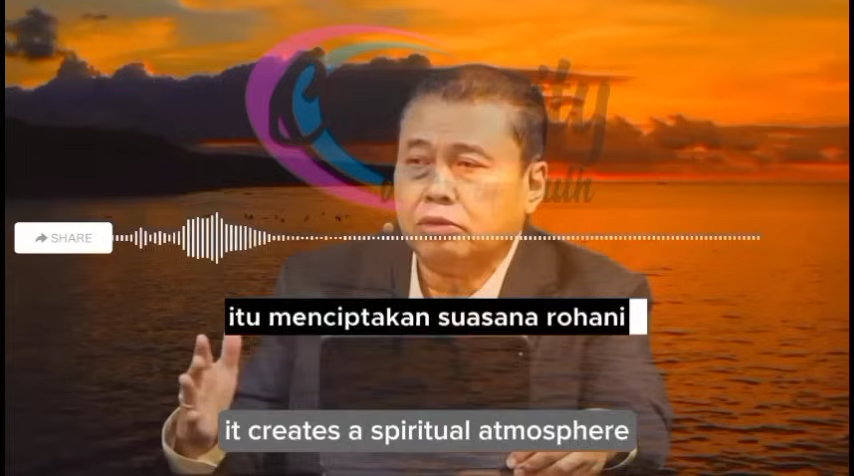 SHARE
itu menciptakan suasana rohani
it creates a spiritual atmosphere